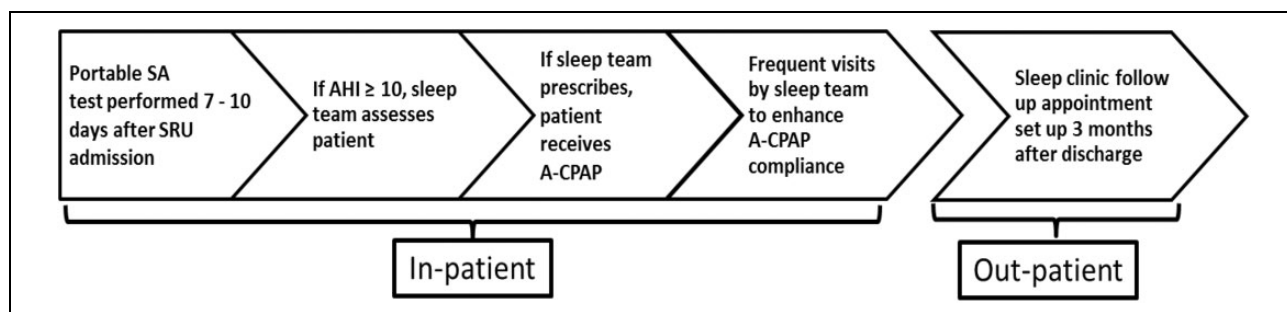 Portable SA
test performed 7 - 10
days after SRU
admission
If AHI ≥ 10, sleep
team assesses
patient
If sleep team
prescribes,
patient
receives
A-CPAP
Frequent visits
by sleep team
to enhance
A-CPAP
compliance
Sleep clinic follow
up appointment
set up 3 months
after discharge
In-patient
Out-patient